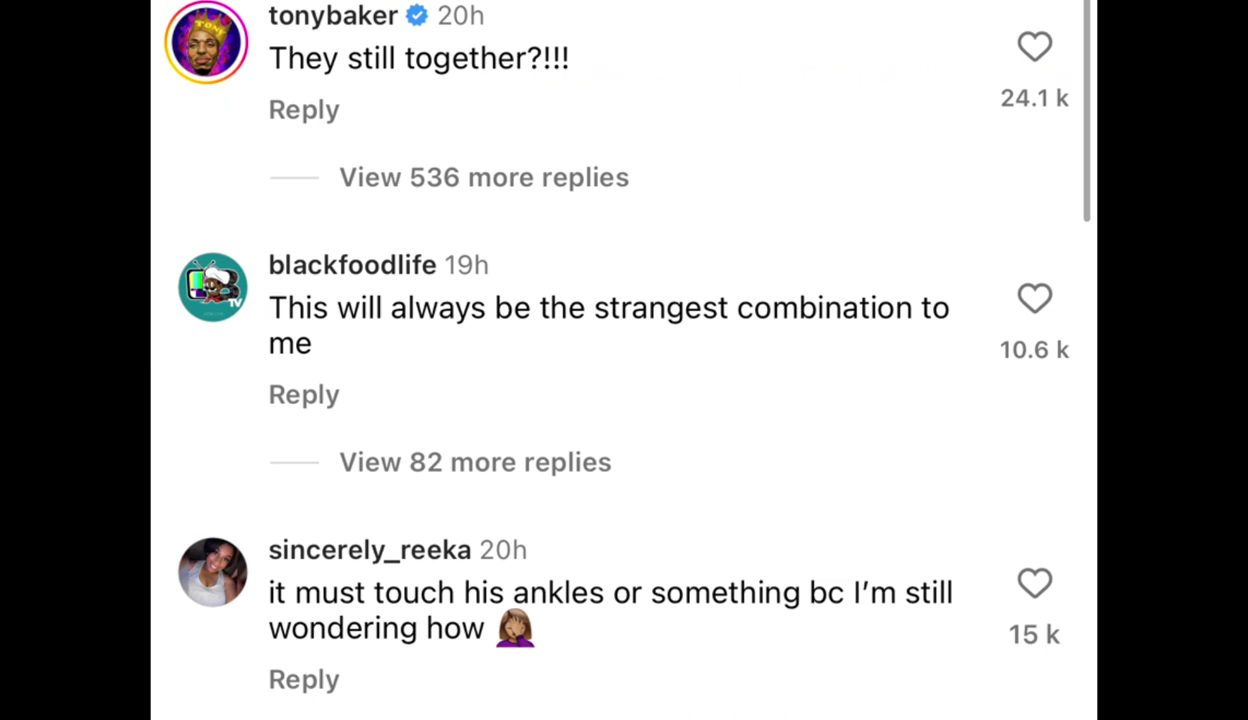 tonybaker 20h
They still together?!!!
24.1 k
Reply
View 536 more replies
blackfoodlife 19h
This will always be the strangest combination to
me
10.6 k
Reply
View 82 more replies
sincerely_reeka 20h
it must touch his ankles or something bc I’m still
wondering how 🤦🏽‍♀️
15 k
Reply